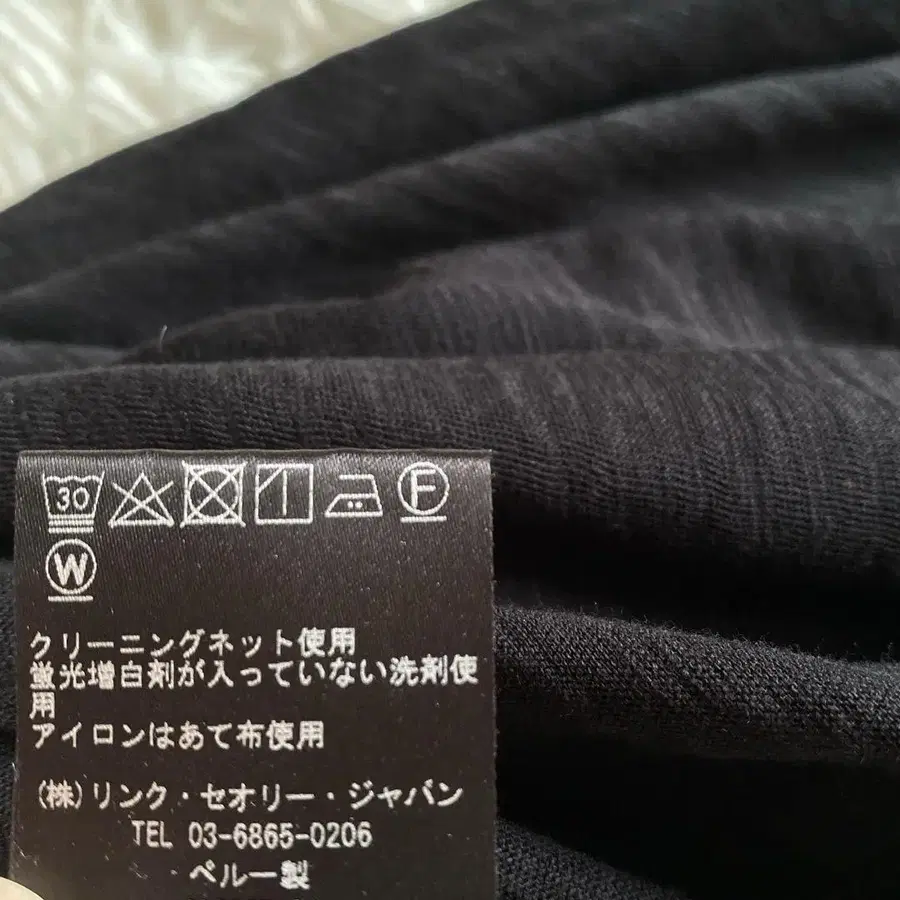 30
F
W
クリーニングネット使用
蛍光増白剤が入っていない洗剤使
用
アイロンはあて布使用
(株)リンク・セオリー・ジャパン
TEL 03-6865-0206
ペルー製